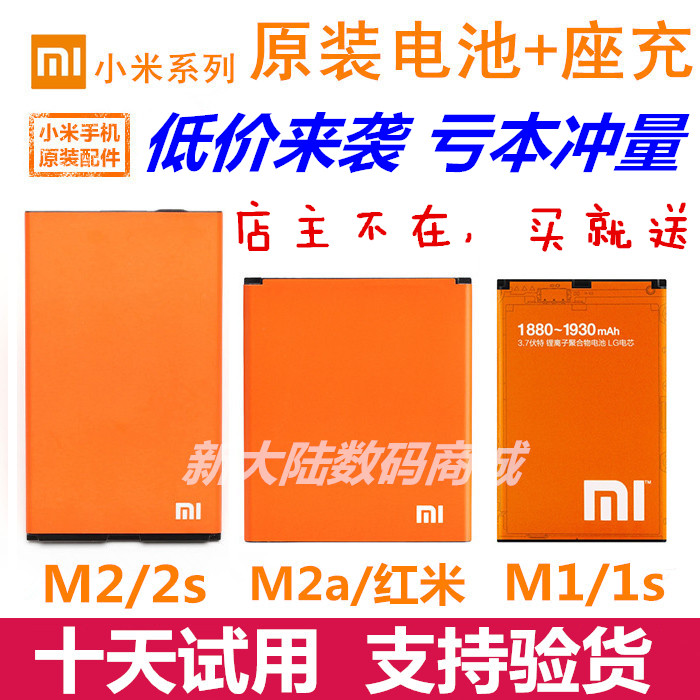 mi 小米系列 原装电池+座充
小米手机
原装配件
低价来袭 亏本冲量
店主不在，买就送
1880~1930mAh
3.7伏特 锂离子聚合物电池 LG电芯
新大陆数码商城
mi
mi
mi™
M2/2s
M2a/红米
M1/1s
十天试用 支持验货